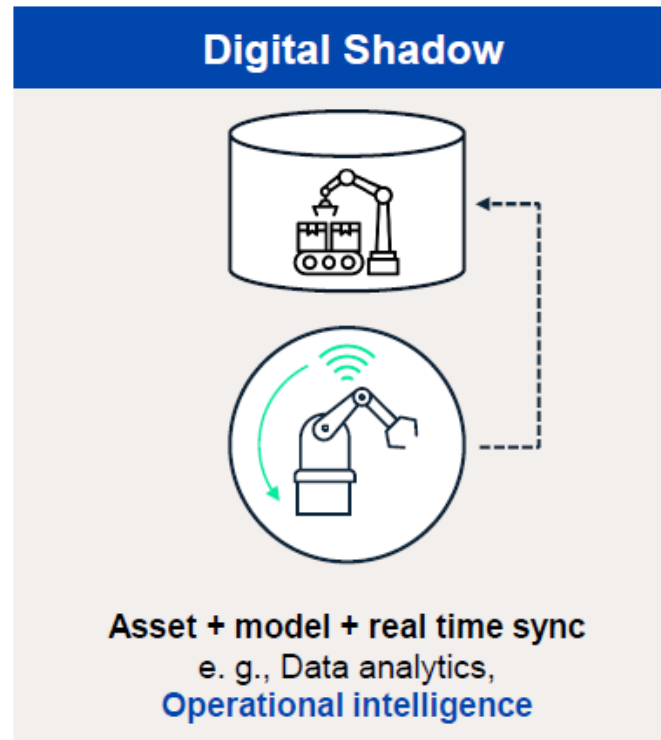 Digital Shadow
Asset + model + real time sync
e. g., Data analytics,
Operational intelligence